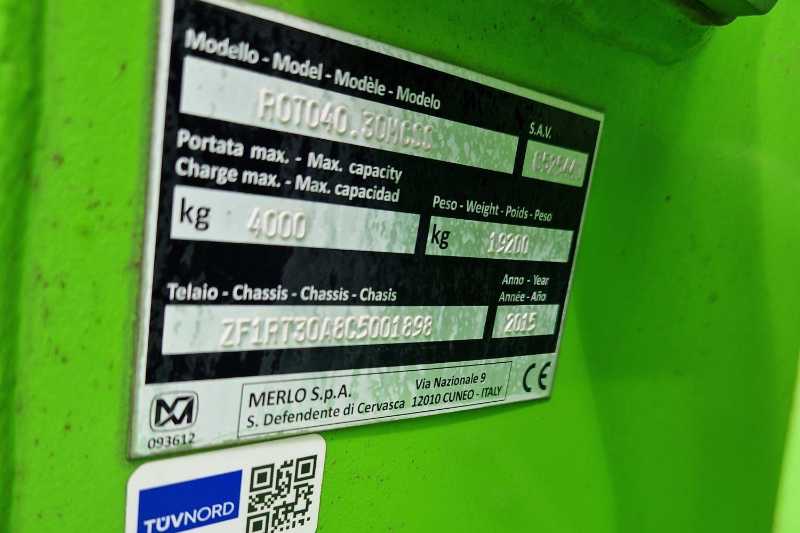 Modello - Model - Modèle - Modelo
ROTO40.30MCSS
S.A.V.
Portata max. - Max. capacity
Charge max. - Max. capacidad
kg 4000
Peso - Weight - Poids - Peso
kg 19200
Telaio - Chassis - Chassis - Chasis
ZF1RT30A8C5001898
Anno - Year
Année - Año
2015
093612
MERLO S.p.A.
S. Defendente di Cervasca
Via Nazionale 9
12010 CUNEO - ITALY
CE
TÜVNORD